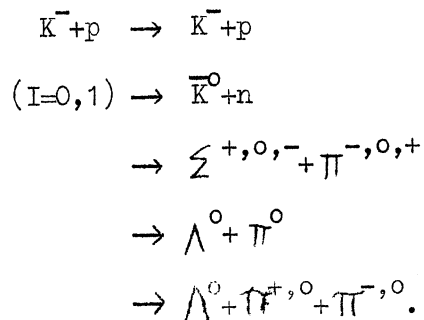 K⁻+p → K⁻+p
(I=0,1) → K̅⁰+n
→ Σ⁺,⁰,⁻+π⁻,⁰,⁺
→ Λ⁰+π⁰
→ Λ⁰+π⁺,⁰+π⁻,⁰.